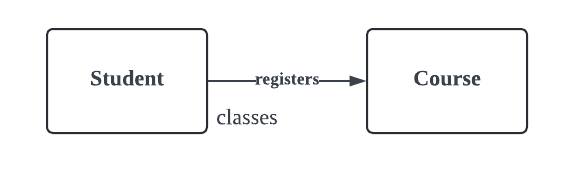 Student
registers
Course
classes